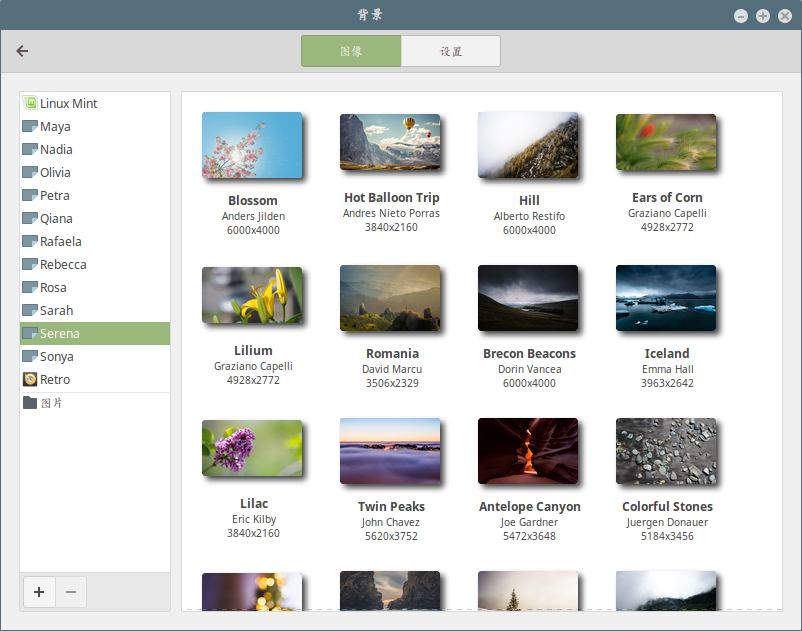 背景
图像
设置
Linux Mint
Maya
Nadia
Olivia
Petra
Qiana
Rafaela
Rebecca
Rosa
Sarah
Serena
Sonya
Retro
图片
Blossom
Anders Jilden
6000x4000
Hot Balloon Trip
Andres Nieto Porras
3840x2160
Hill
Alberto Restifo
6000x4000
Ears of Corn
Graziano Capelli
4928x2772
Lilium
Graziano Capelli
4928x2772
Romania
David Marcu
3506x2329
Brecon Beacons
Dorin Vancea
6000x4000
Iceland
Emma Hall
3963x2642
Lilac
Eric Kilby
3840x2160
Twin Peaks
John Chavez
5620x3752
Antelope Canyon
Joe Gardner
5472x3648
Colorful Stones
Juergen Donauer
5184x3456